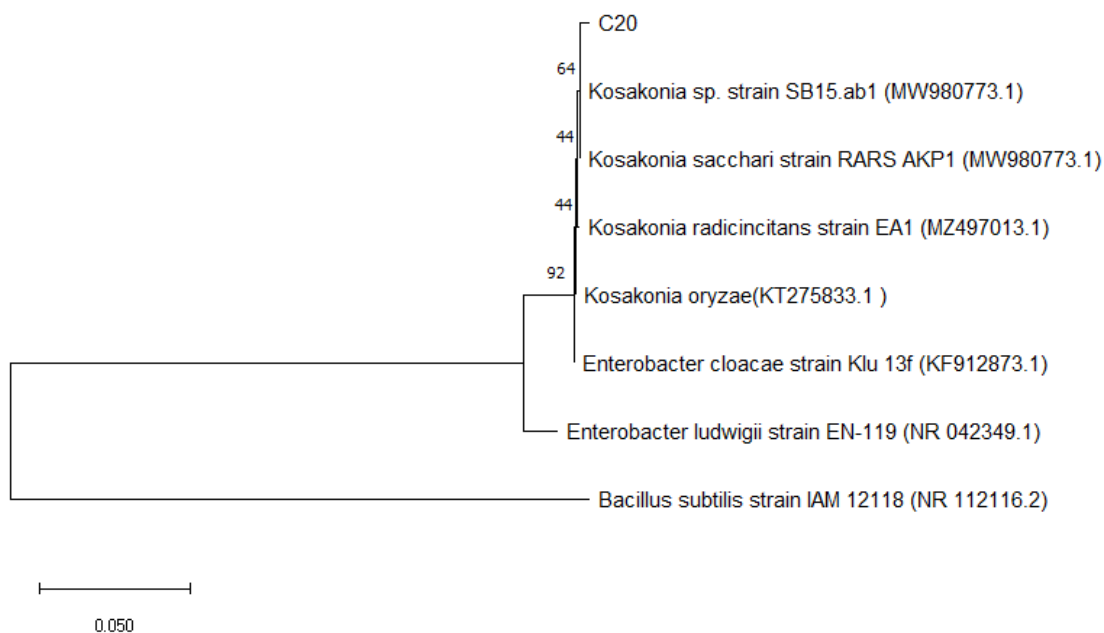 C20
64
Kosakonia sp. strain SB15.ab1 (MW980773.1)
44
Kosakonia sacchari strain RARS AKP1 (MW980773.1)
44
Kosakonia radicincitans strain EA1 (MZ497013.1)
92
Kosakonia oryzae(KT275833.1 )
Enterobacter cloacae strain Klu 13f (KF912873.1)
Enterobacter ludwigii strain EN-119 (NR 042349.1)
Bacillus subtilis strain IAM 12118 (NR 112116.2)
0.050